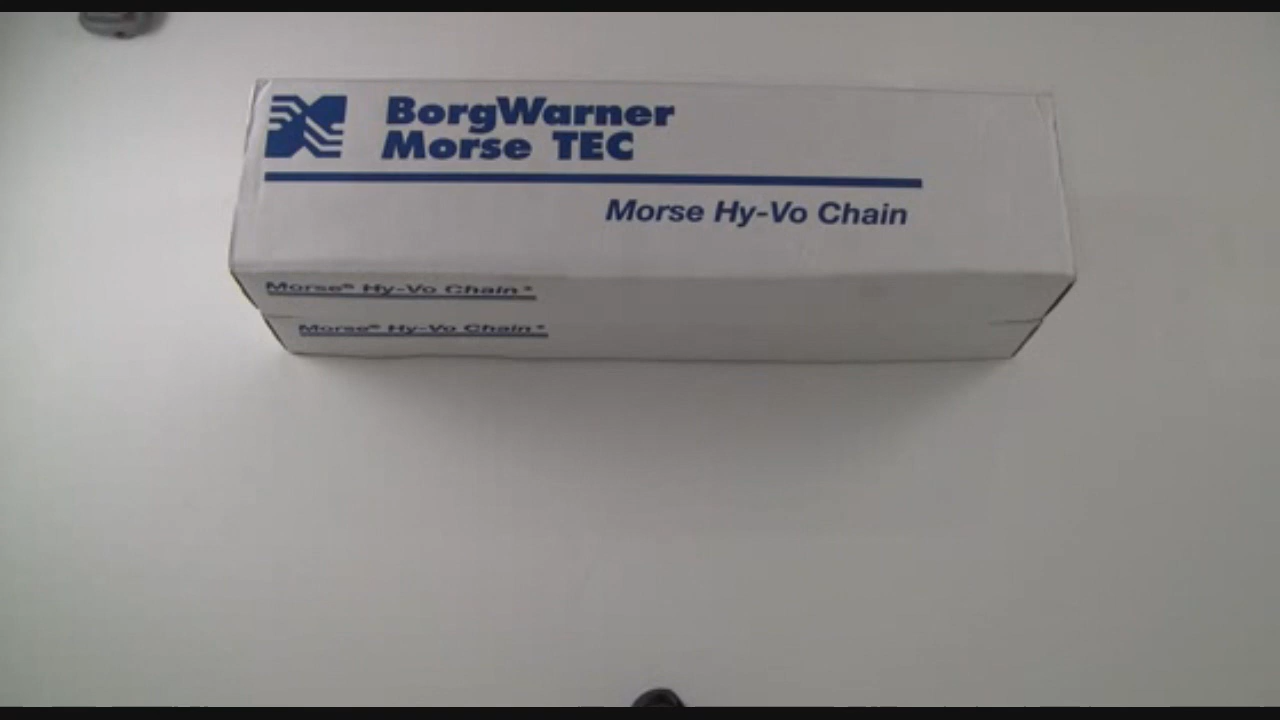 BorgWarner
Morse TEC
Morse Hy-Vo Chain
Morse® Hy-Vo Chain®
Morse® Hy-Vo Chain®